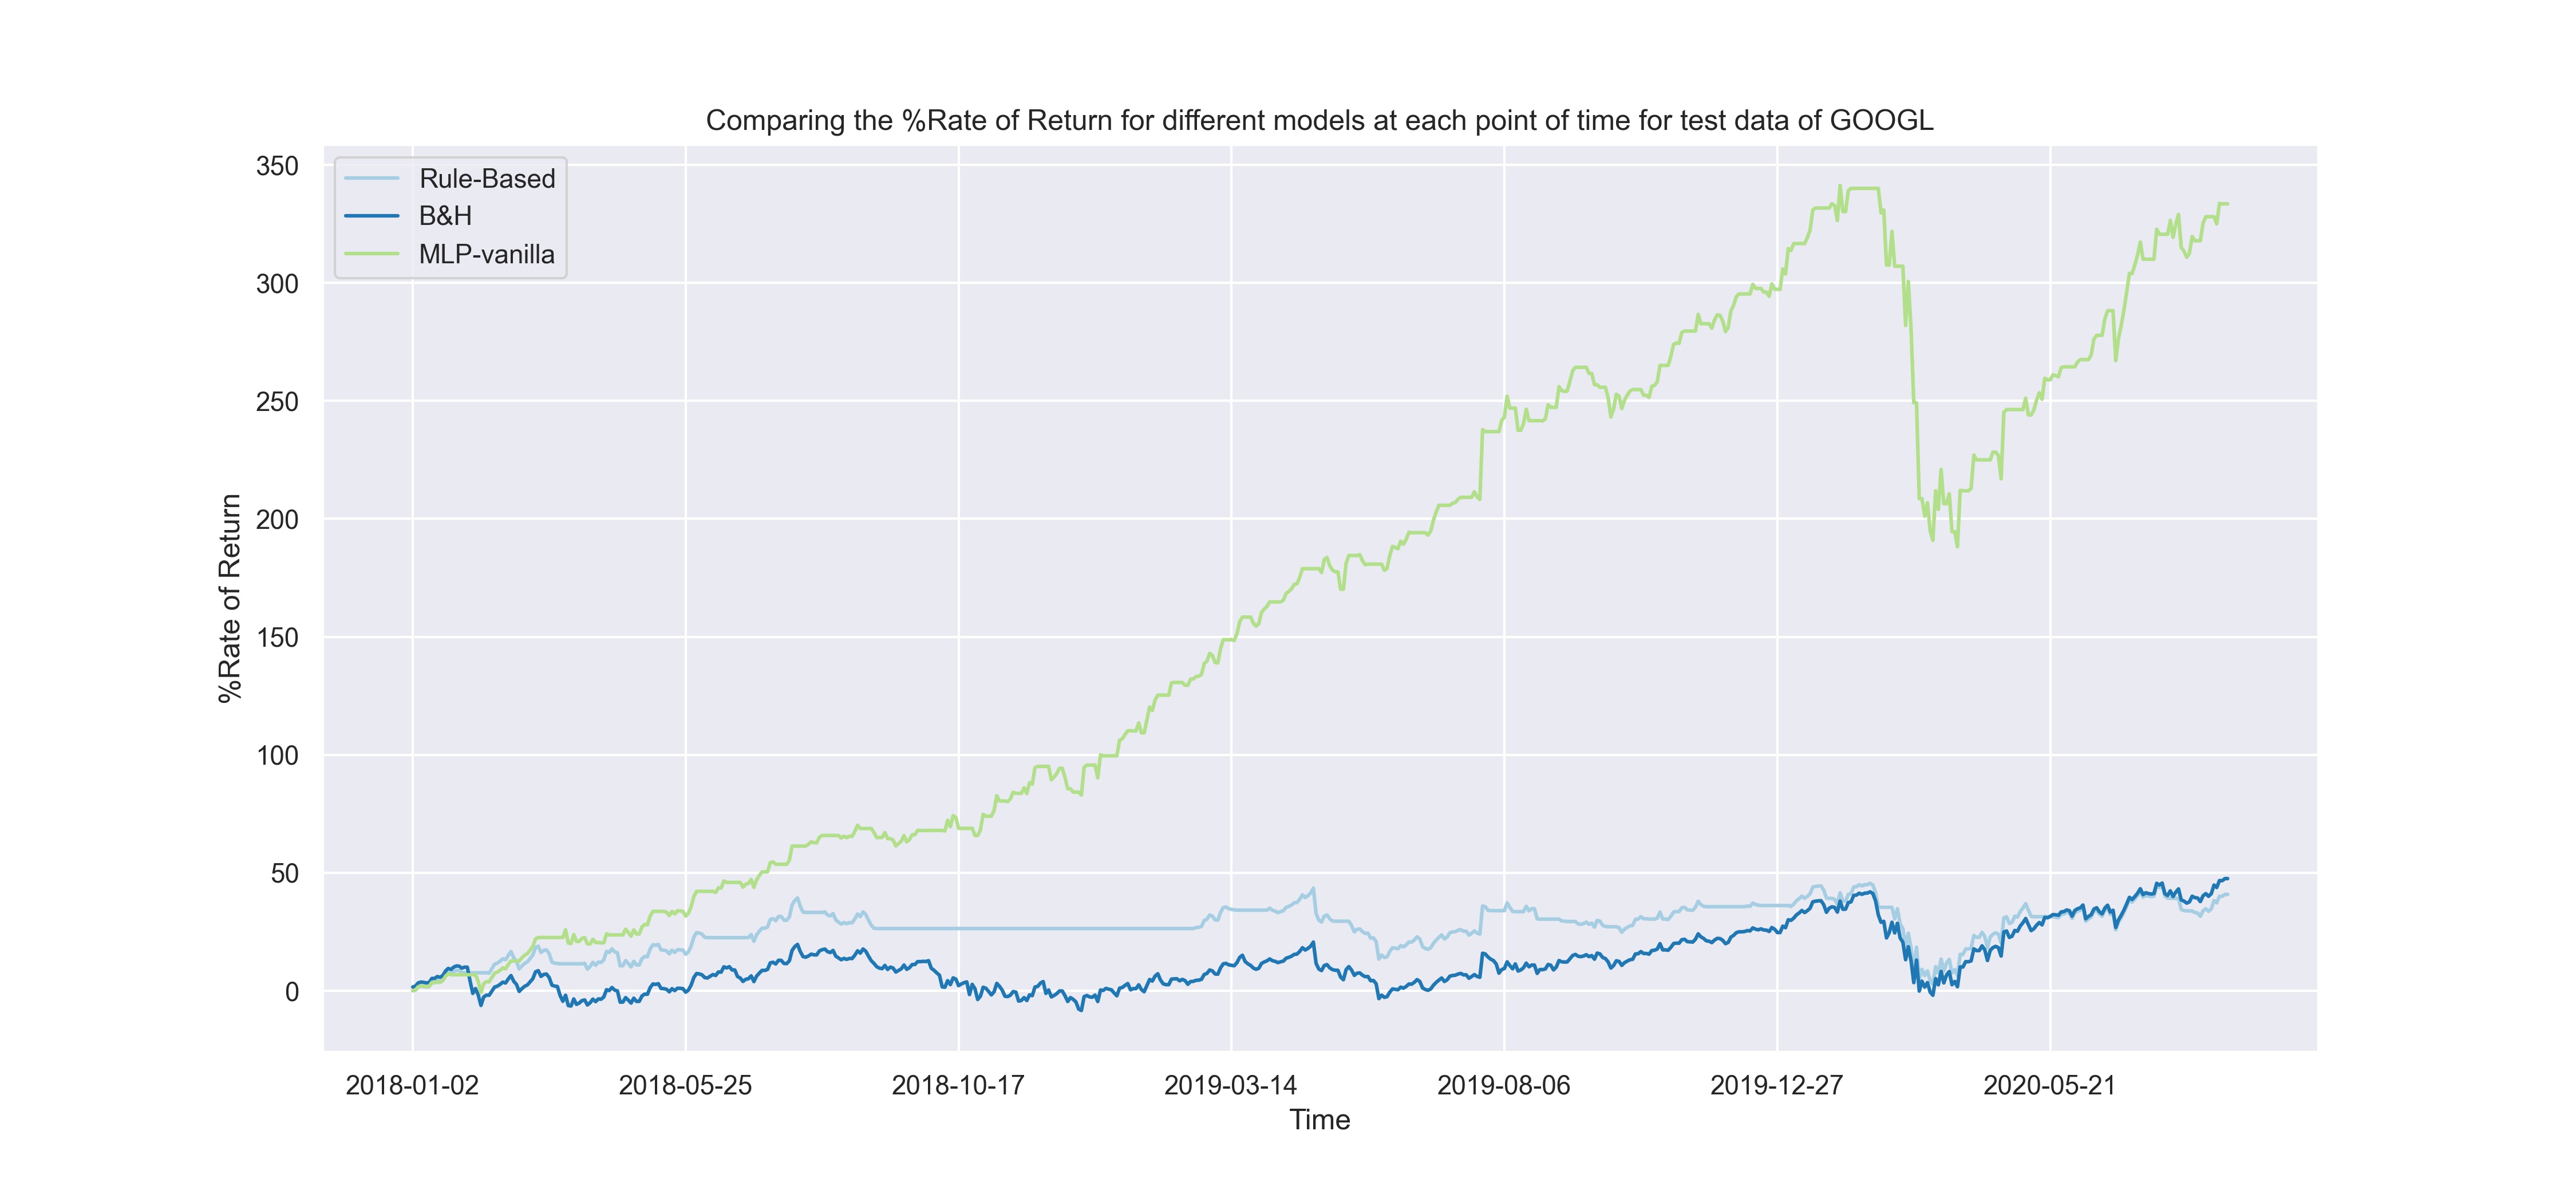 Comparing the %Rate of Return for different models at each point of time for test data of GOOGL
Rule-Based
B&H
MLP-vanilla
350
300
250
200
150
100
50
0
%Rate of Return
2018-01-02 2018-05-25 2018-10-17 2019-03-14 2019-08-06 2019-12-27 2020-05-21
Time